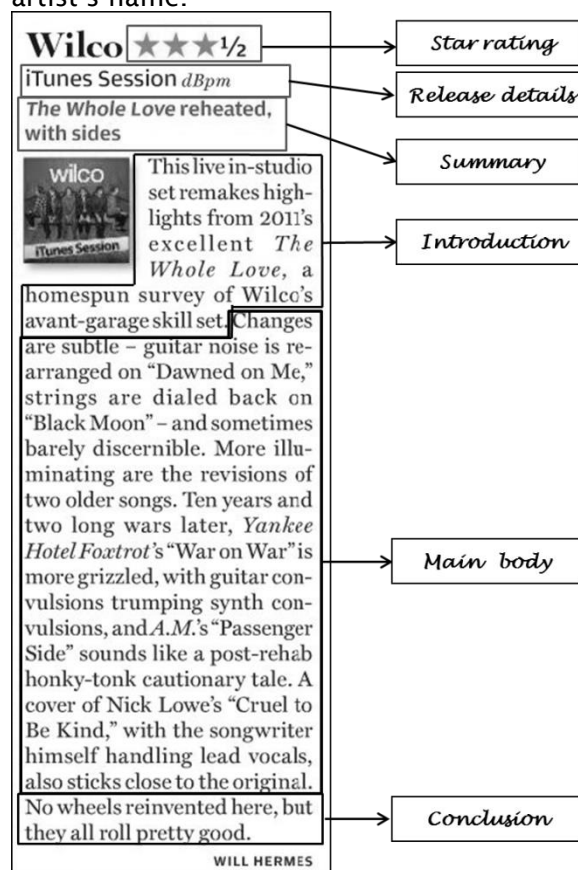 artist's name.
Wilco ★★★½
Star rating
iTunes Session dBpm
Release details
The Whole Love reheated,
with sides
Summary
wilco
iTunes Session
This live in-studio
set remakes high-
lights from 2011's
excellent The
Whole Love, a
homespun survey of Wilco's
avant-garage skill set. Changes
Introduction
are subtle – guitar noise is re-
arranged on “Dawned on Me,”
strings are dialed back on
“Black Moon” – and sometimes
barely discernible. More illu-
minating are the revisions of
two older songs. Ten years and
two long wars later, Yankee
Hotel Foxtrot's “War on War” is
more grizzled, with guitar con-
vulsions trumping synth con-
vulsions, and A.M.'s “Passenger
Side” sounds like a post-rehab
honky-tonk cautionary tale. A
cover of Nick Lowe's “Cruel to
Be Kind,” with the songwriter
himself handling lead vocals,
also sticks close to the original.
Main body
No wheels reinvented here, but
they all roll pretty good.
Conclusion
WILL HERMES